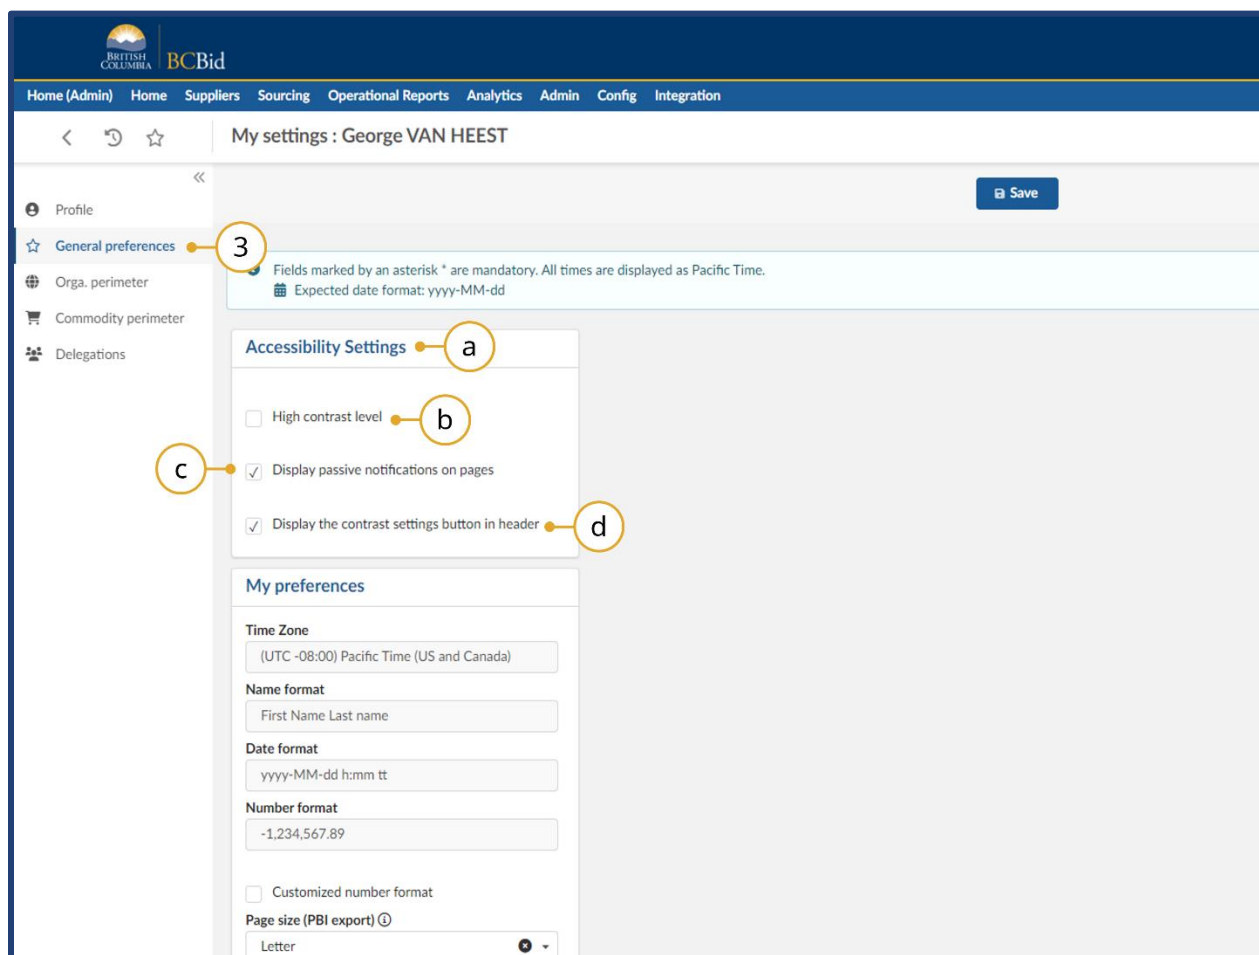 BRITISH
COLUMBIA
BCBid
Home (Admin) Home Suppliers Sourcing Operational Reports Analytics Admin Config Integration
My settings : George VAN HEEST
Save
Profile
General preferences
3
Orga. perimeter
Commodity perimeter
Delegations
Fields marked by an asterisk * are mandatory. All times are displayed as Pacific Time.
Expected date format: yyyy-MM-dd
Accessibility Settings
a
High contrast level
b
c
Display passive notifications on pages
Display the contrast settings button in header
d
My preferences
Time Zone
(UTC -08:00) Pacific Time (US and Canada)
Name format
First Name Last name
Date format
yyyy-MM-dd h:mm tt
Number format
-1,234,567.89
Customized number format
Page size (PBI export)
Letter